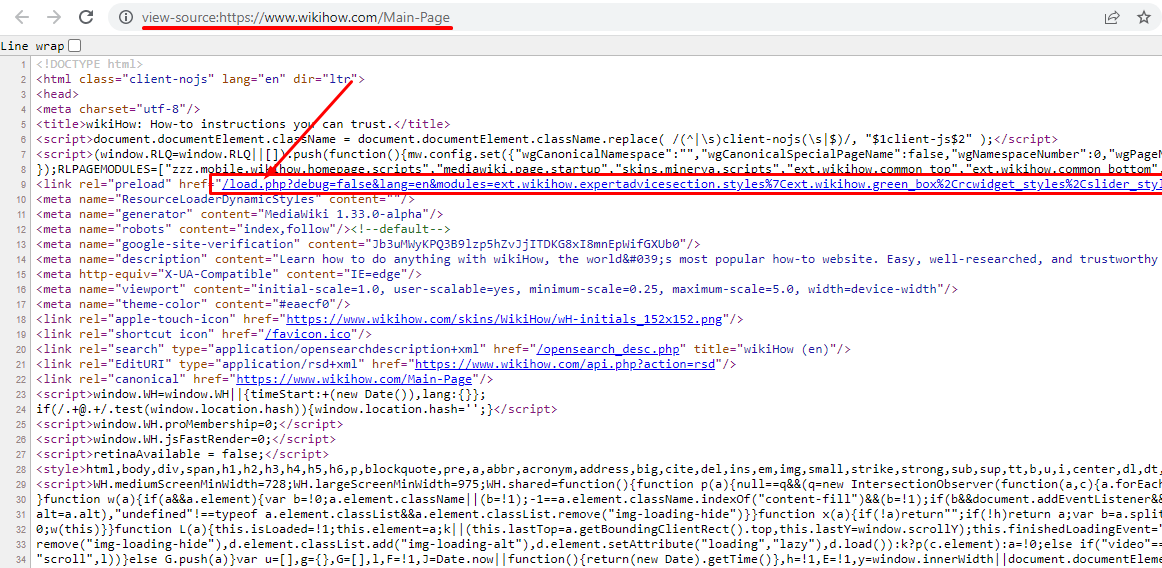 view-source:https://www.wikihow.com/Main-Page
Line wrap
1 <!DOCTYPE html>
2 <html class="client-nojs" lang="en" dir="ltr">
3 <head>
4 <meta charset="utf-8"/>
5 <title>wikiHow: How-to instructions you can trust.</title>
6 <script>document.documentElement.className = document.documentElement.className.replace( /(^|\s)client-nojs(\s|$)/, "$1client-js$2" );</script>
7 <script>(window.RLQ=window.RLQ||[]).push(function(){mw.config.set({"wgCanonicalNamespace":"","wgCanonicalSpecialPageName":false,"wgNamespaceNumber":0,"wgPageN
8 });RLPAGEMODULES=["zzz.mobile.wikihow.homepage.scripts","mediawiki.page.startup","skins.minerva.scripts","ext.wikihow.common_top","ext.wikihow.common_bottom",
9 <link rel="preload" href="/load.php?debug=false&lang=en&modules=ext.wikihow.expertadvicesection.styles%7Cext.wikihow.green_box%2Crcwidget_styles%2Cslider_styl
10 <meta name="ResourceLoaderDynamicStyles" content=""/>
11 <meta name="generator" content="MediaWiki 1.33.0-alpha"/>
12 <meta name="robots" content="index,follow"/><!--default-->
13 <meta name="google-site-verification" content="Jb3uMWyKPQ3B9lzp5hZvJjITDKG8xI8mnEpWifGXUb0"/>
14 <meta name="description" content="Learn how to do anything with wikiHow, the world&#039;s most popular how-to website. Easy, well-researched, and trustworthy
15 <meta http-equiv="X-UA-Compatible" content="IE=edge"/>
16 <meta name="viewport" content="initial-scale=1.0, user-scalable=yes, minimum-scale=0.25, maximum-scale=5.0, width=device-width"/>
17 <meta name="theme-color" content="#eaecf0"/>
18 <link rel="apple-touch-icon" href="https://www.wikihow.com/skins/WikiHow/wH-initials_152x152.png"/>
19 <link rel="shortcut icon" href="/favicon.ico"/>
20 <link rel="search" type="application/opensearchdescription+xml" href="/opensearch_desc.php" title="wikiHow (en)"/>
21 <link rel="EditURI" type="application/rsd+xml" href="https://www.wikihow.com/api.php?action=rsd"/>
22 <link rel="canonical" href="https://www.wikihow.com/Main-Page"/>
23 <script>window.WH=window.WH||{timeStart:+(new Date()),lang:{}};
24 if(/.+@.+/.test(window.location.hash)){window.location.hash='';}</script>
25 <script>window.proMembership=0;</script>
26 <script>window.WH.jsFastRender=0;</script>
27 <script>retinaAvailable = false;</script>
28 <style>html,body,div,span,h1,h2,h3,h4,h5,h6,p,blockquote,pre,a,abbr,acronym,address,big,cite,del,ins,em,img,small,strike,strong,sub,sup,tt,b,u,i,center,dl,dt,
29 <script>WH.mediumScreenMinWidth=728;WH.largeScreenMinWidth=975;WH.shared=function(){function p(a){null==q&&(q=new IntersectionObserver(function(a,c){a.forEach
30 }function w(a){if(a&&a.element){var b=!0;a.element.className||(b=!1);-1==a.element.className.indexOf("content-fill")&&(b=!1);if(b&&document.addEventListener&&
31 alt=a.alt),"undefined"!==typeof a.element.classList&&a.element.classList.remove("img-loading-hide")}}function x(a){if(!a)return"";if(!h)return a;var b=a.split
32 0;w(this)}}function L(a){this.isLoaded=!1;this.element=a;k||(this.lastTop=a.getBoundingClientRect().top,this.lastY=window.scrollY);this.finishedLoadingEvent='
33 remove("img-loading-hide"),d.element.classList.add("img-loading-alt"),d.element.setAttribute("loading","lazy"),d.load()):k?p(c.element):a=!0;else if("video"==
34 "scroll",l))}else G.push(a)}var u=[],g={},G=[],l,F=!1,J=Date.now||function(){return(new Date).getTime()},h=!1,E=!1,y=window.innerWidth||document.documentEleme